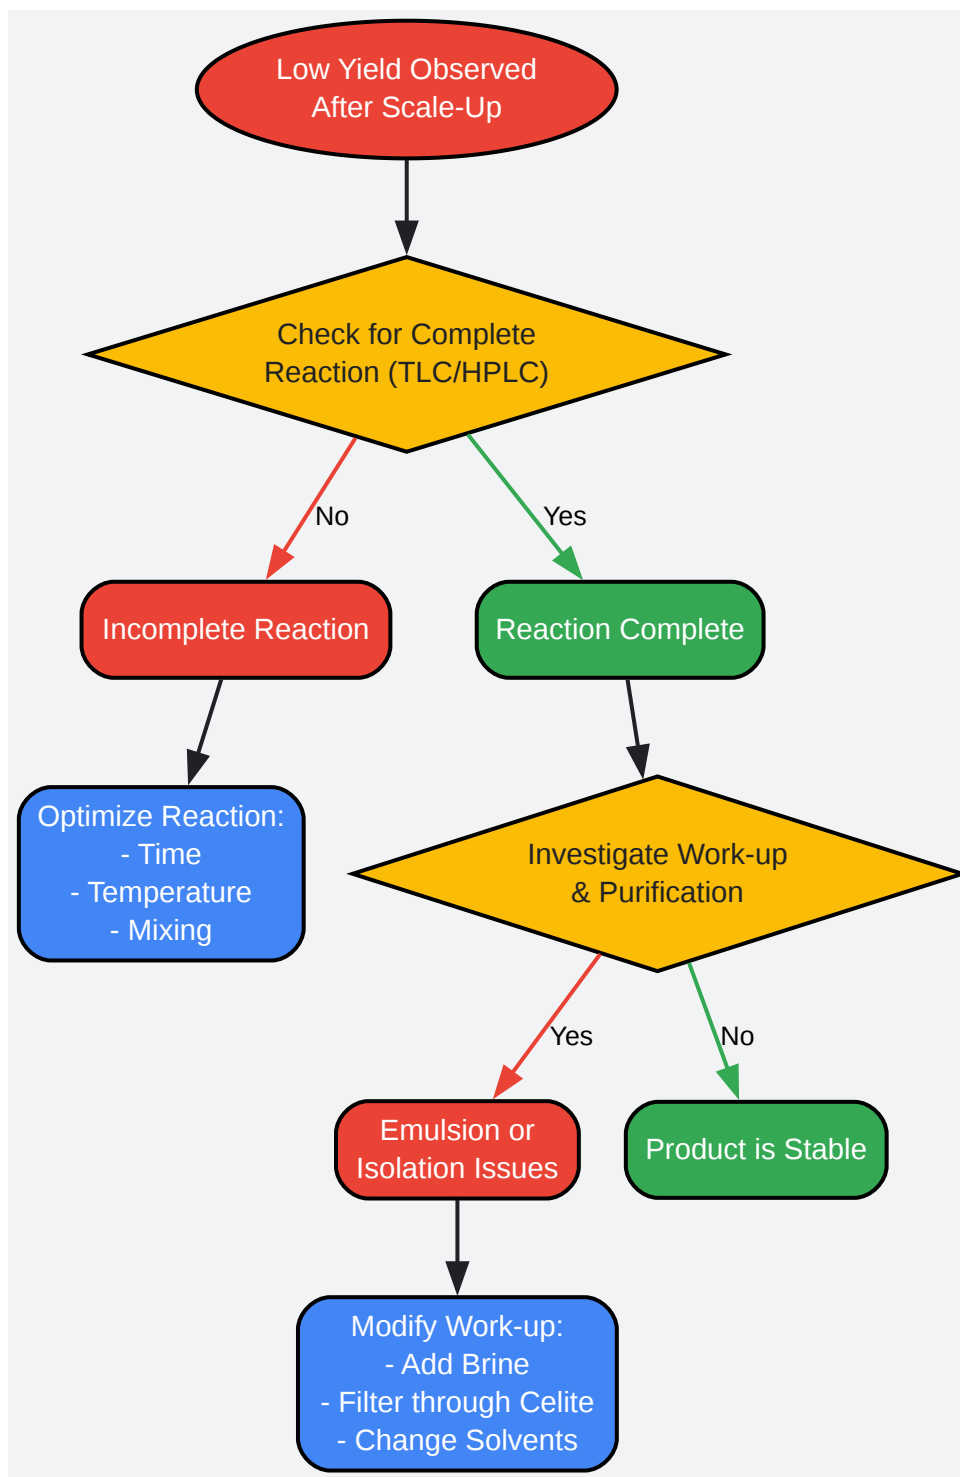 Low Yield Observed
After Scale-Up
Check for Complete
Reaction (TLC/HPLC)
No
Yes
Incomplete Reaction
Reaction Complete
Optimize Reaction:
- Time
- Temperature
- Mixing
Investigate Work-up
& Purification
Yes
No
Emulsion or
Isolation Issues
Product is Stable
Modify Work-up:
- Add Brine
- Filter through Celite
- Change Solvents